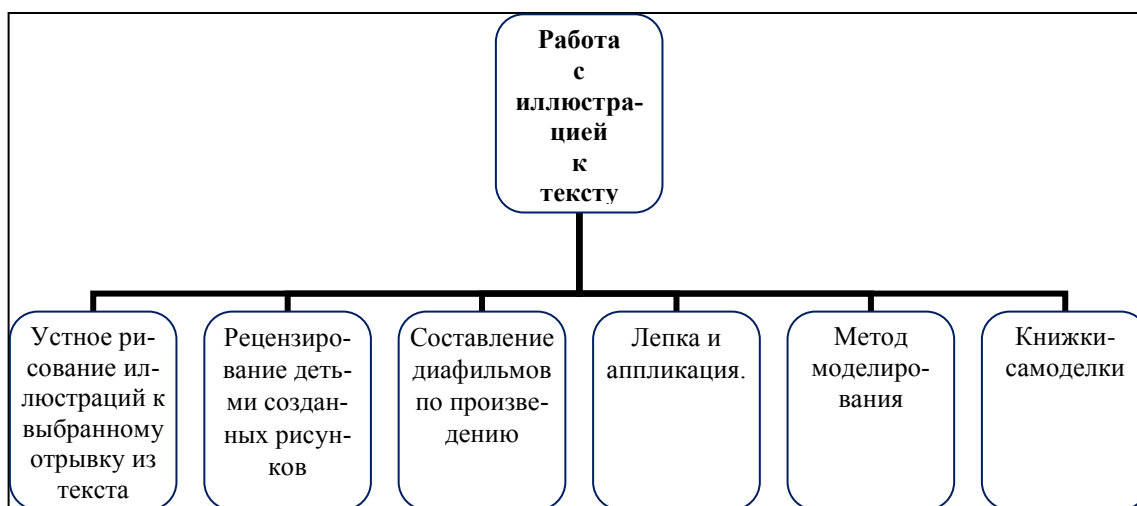 Работа
с
иллюстра-
цией
к
тексту
Устное ри-
сование ил-
люстраций к
выбранному
отрывку из
текста
Рецензиро-
вание деть-
ми создан-
ных рисун-
ков
Составление
диафильмов
по произве-
дению
Лепка и
аппликация.
Метод
моделиро-
вания
Книжки-
самоделки